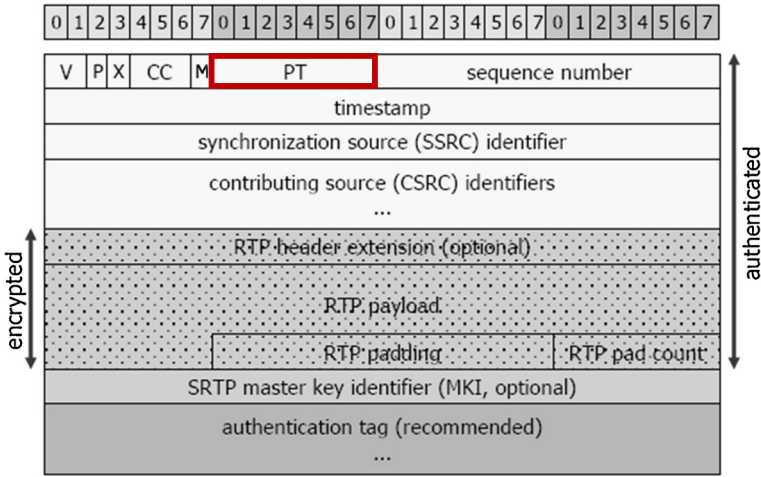 0 1 2 3 4 5 6 7 0 1 2 3 4 5 6 7 0 1 2 3 4 5 6 7 0 1 2 3 4 5 6 7
V P X CC M PT sequence number
timestamp
synchronization source (SSRC) identifier
contributing source (CSRC) identifiers
...
RTP header extension (optional)
RTP payload
RTP padding RTP pad count
SRTP master key identifier (MKI, optional)
authentication tag (recommended)
...
encrypted
authenticated